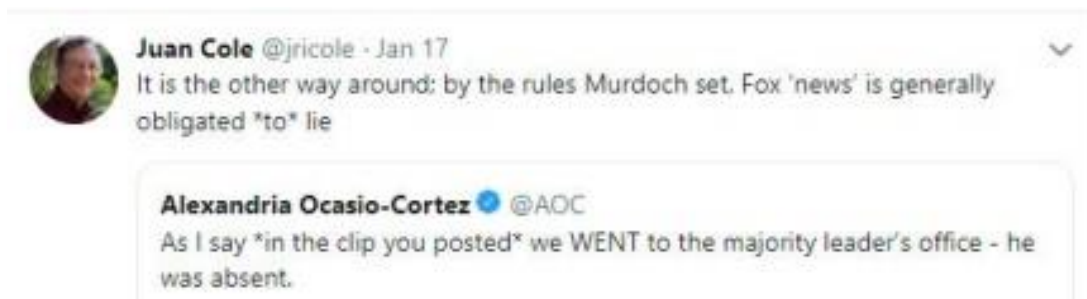 Juan Cole @jricole · Jan 17
It is the other way around: by the rules Murdoch set. Fox 'news' is generally
obligated *to* lie
Alexandria Ocasio-Cortez @AOC
As I say *in the clip you posted* we WENT to the majority leader's office - he
was absent.